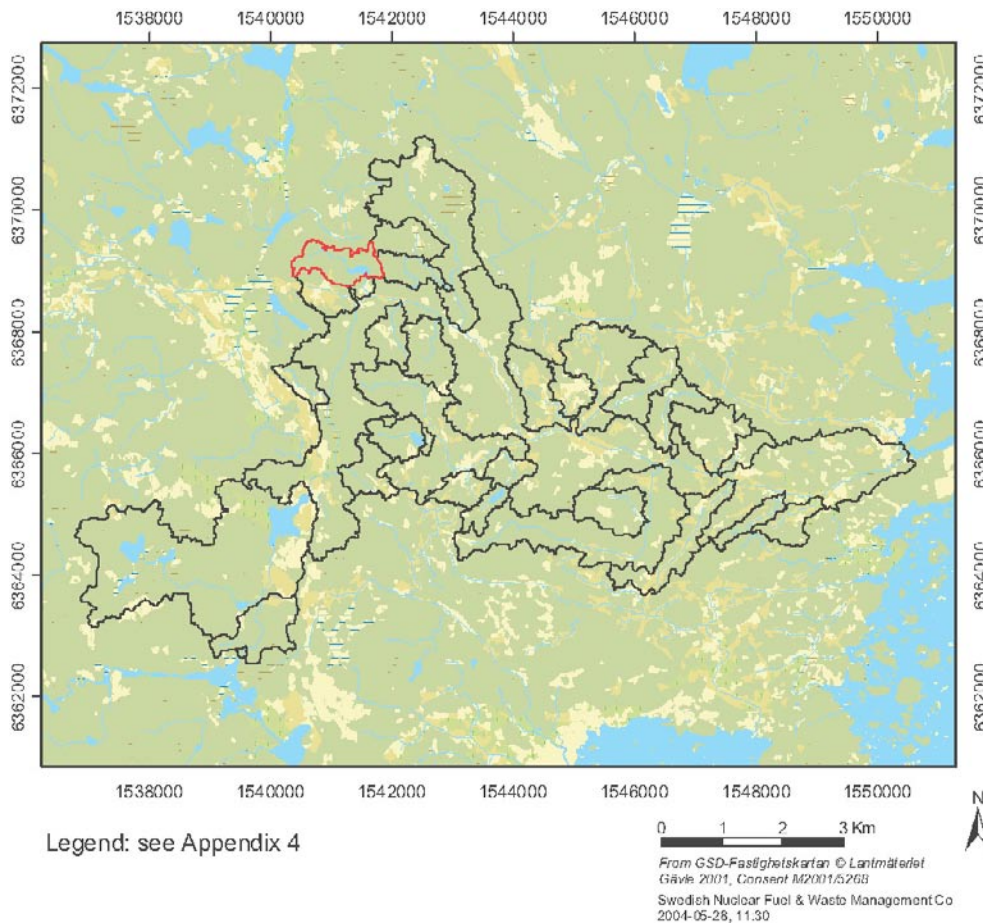 1538000 1540000 1542000 1544000 1546000 1548000 1550000
6372000 6372000
6370000 6370000
6368000 6368000
6366000 6366000
6364000 6364000
6362000 6362000
1538000 1540000 1542000 1544000 1546000 1548000 1550000
Legend: see Appendix 4
0 1 2 3 Km
N
From GSD-Fastighetskartan © Lantmäteriet
Gävle 2001, Consent M2001/5268
Swedish Nuclear Fuel & Waste Management Co
2004-05-28, 11.30